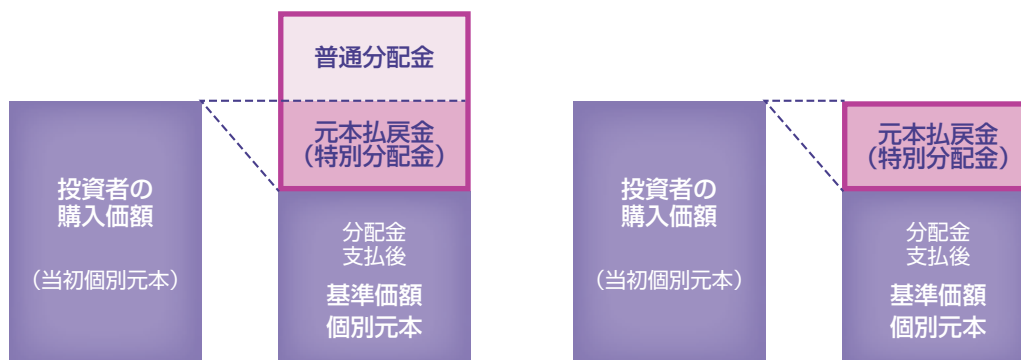 普通分配金
元本払戻金
(特別分配金)
投資者の
購入価額
(当初個別元本)
分配金
支払後
基準価額
個別元本
元本払戻金
(特別分配金)
投資者の
購入価額
(当初個別元本)
分配金
支払後
基準価額
個別元本